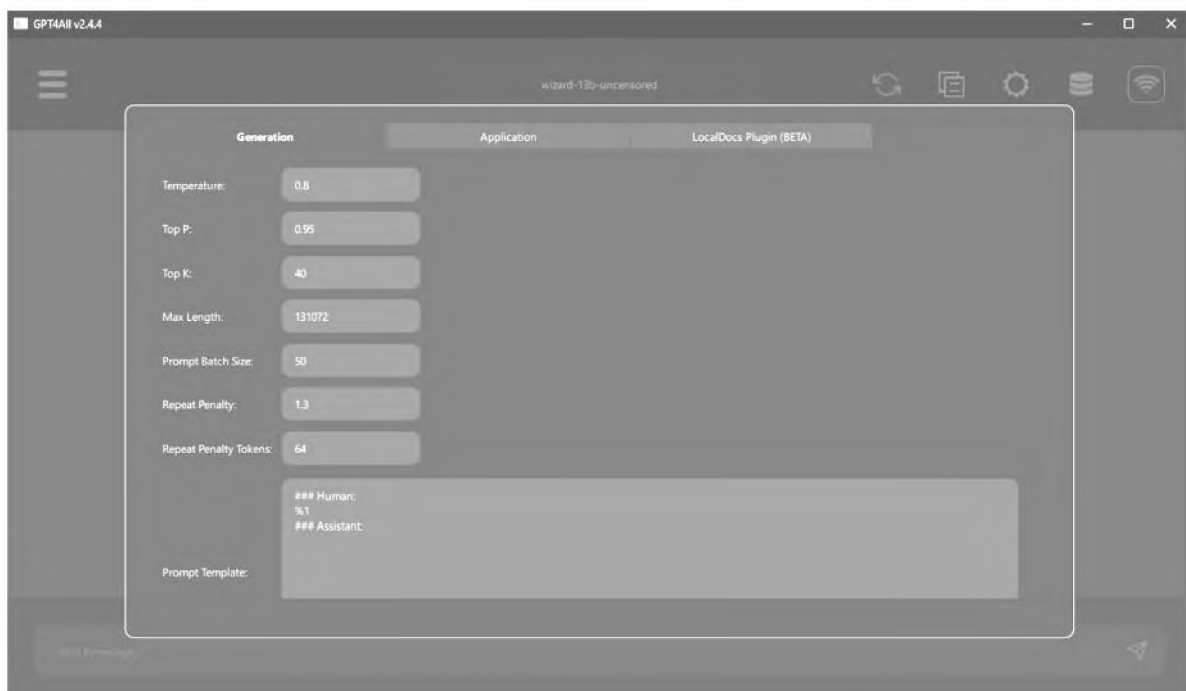 GPT4All v2.4.4
wizard-13b-uncensored
Generation Application LocalDocs Plugin (BETA)
Temperature: 0.8
Top P: 0.95
Top K: 40
Max Length: 131072
Prompt Batch Size: 50
Repeat Penalty: 1.3
Repeat Penalty Tokens: 64
### Human:
%1
### Assistant:
Prompt Template: